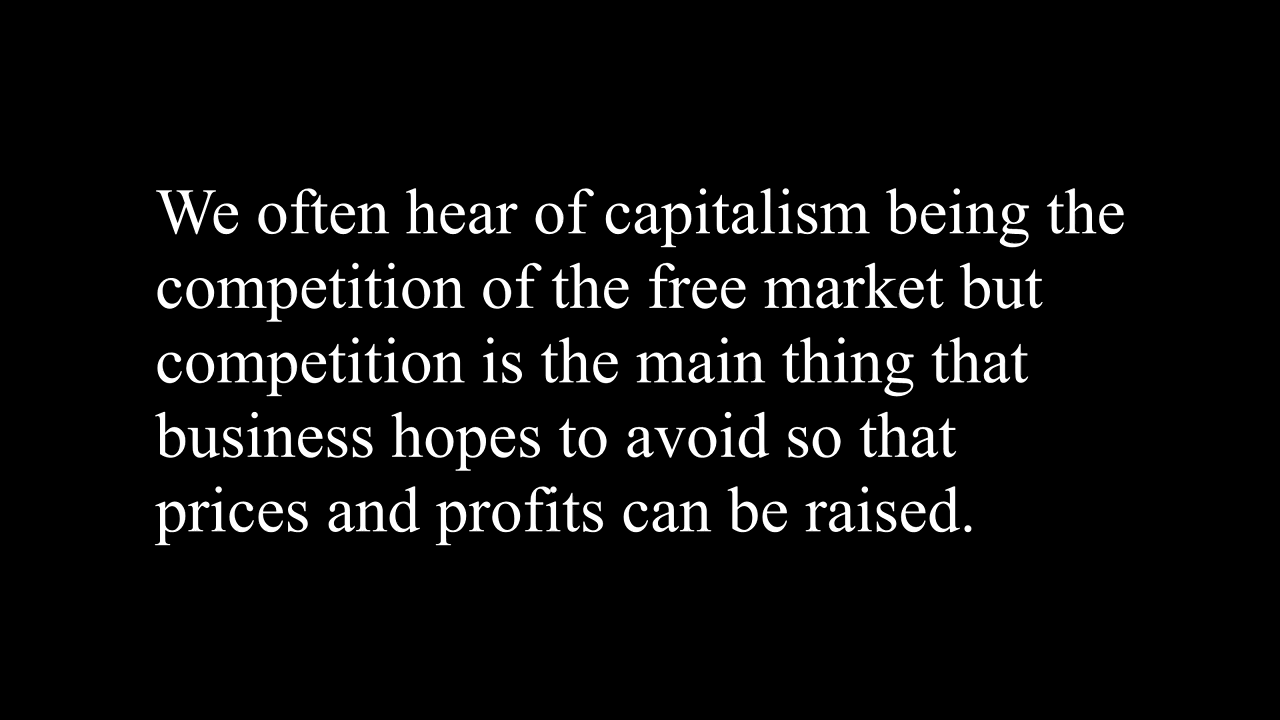 We often hear of capitalism being the
competition of the free market but
competition is the main thing that
business hopes to avoid so that
prices and profits can be raised.